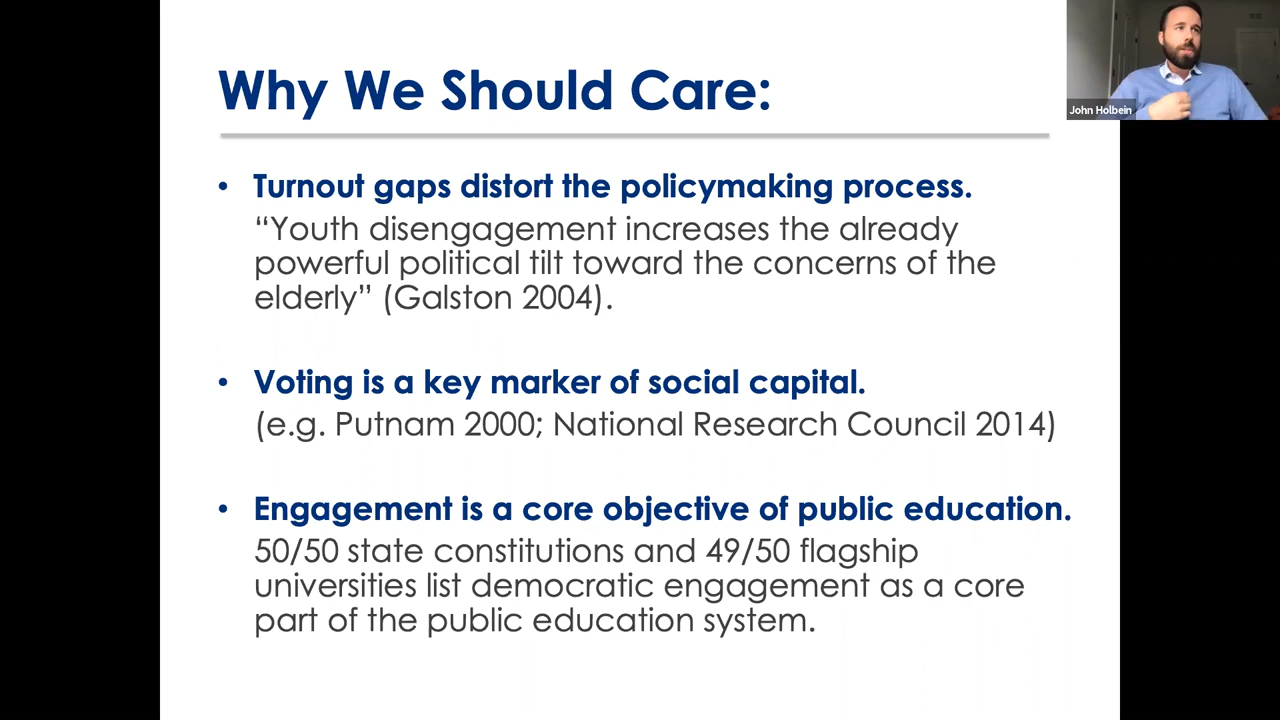 Why We Should Care:
John Holbein
• Turnout gaps distort the policymaking process.
“Youth disengagement increases the already
powerful political tilt toward the concerns of the
elderly” (Galston 2004).
• Voting is a key marker of social capital.
(e.g. Putnam 2000; National Research Council 2014)
• Engagement is a core objective of public education.
50/50 state constitutions and 49/50 flagship
universities list democratic engagement as a core
part of the public education system.